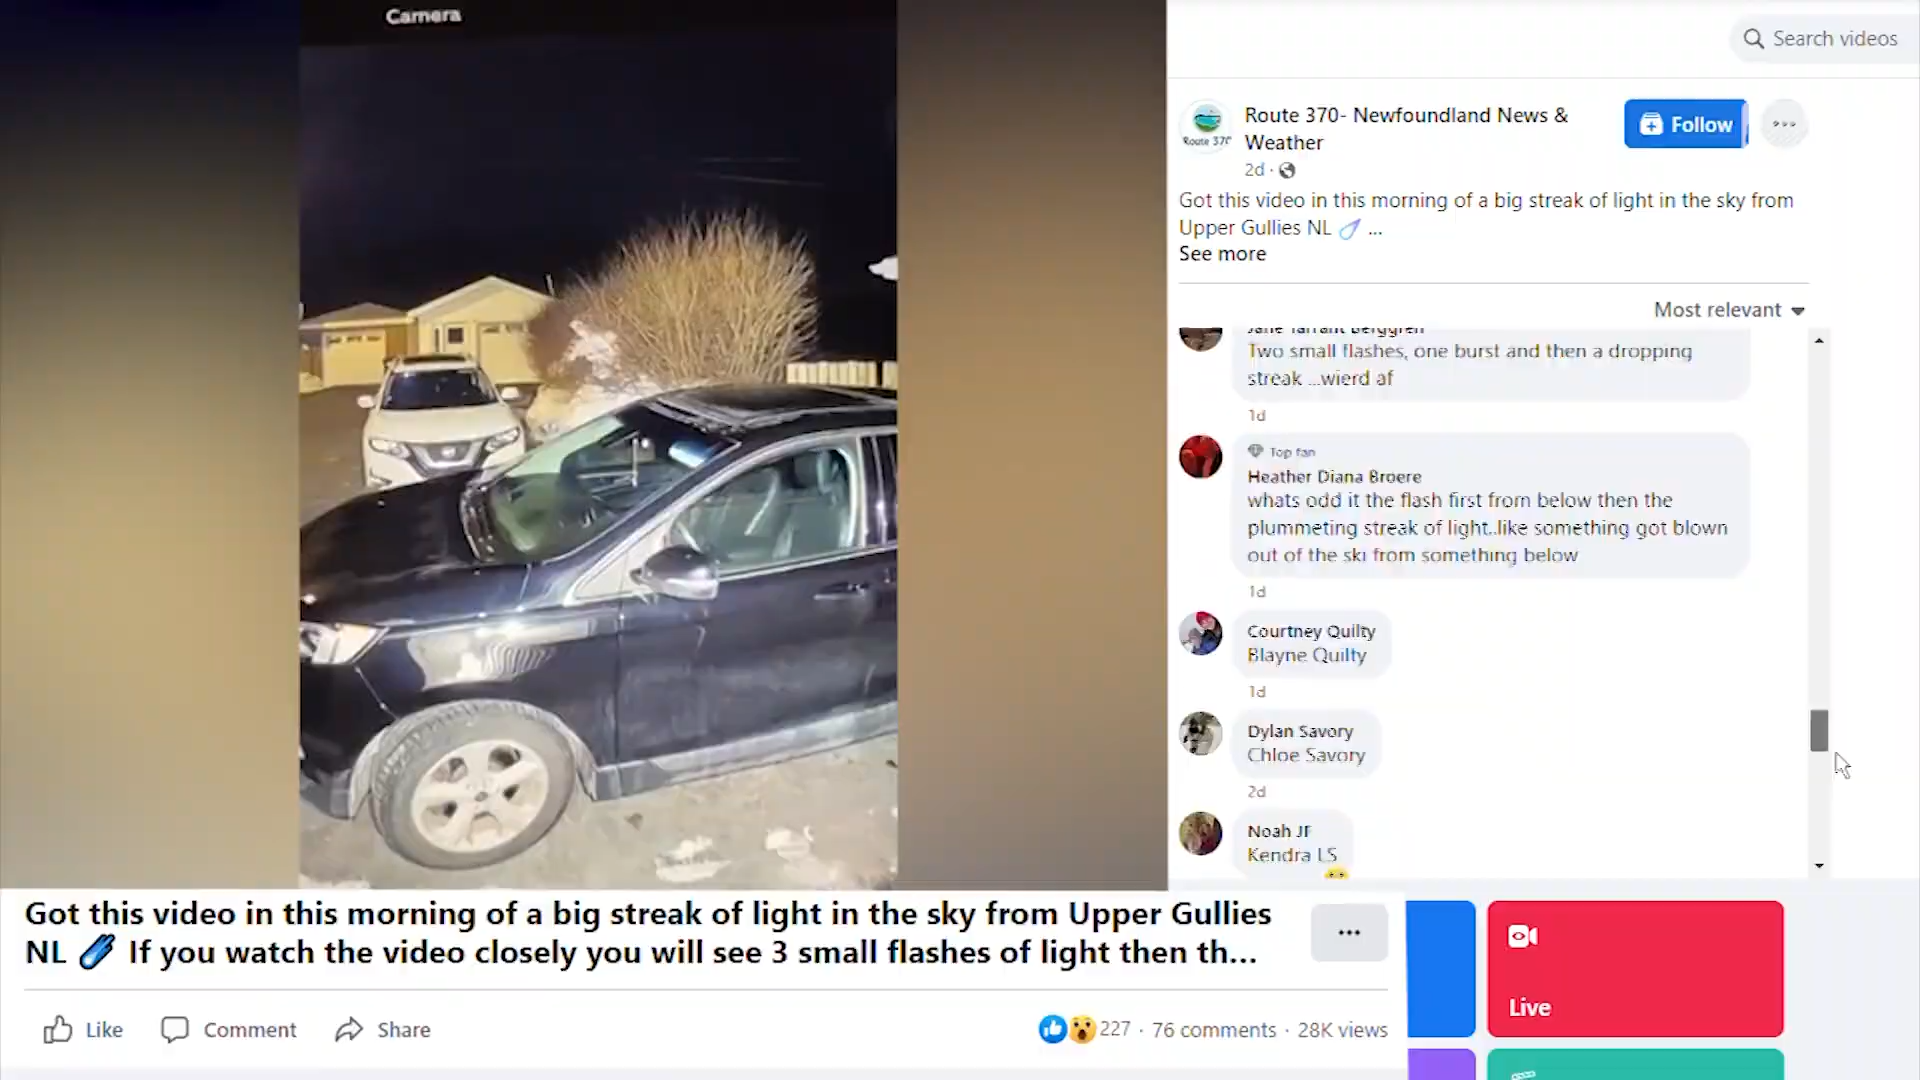 Camera
Search videos
Route 370
Route 370- Newfoundland News &
Weather
Follow
2d ·
Got this video in this morning of a big streak of light in the sky from
Upper Gullies NL ...
See more
Most relevant
Jane Tarrant Berggren
Two small flashes, one burst and then a dropping
streak ...wierd af
1d
Top fan
Heather Diana Broere
whats odd it the flash first from below then the
plummeting streak of light..like something got blown
out of the ski from something below
1d
Courtney Quilty
Blayne Quilty
1d
Dylan Savory
Chloe Savory
2d
Noah JF
Kendra LS
Got this video in this morning of a big streak of light in the sky from Upper Gullies
NL If you watch the video closely you will see 3 small flashes of light then th...
Like
Comment
Share
227 · 76 comments · 28K views
Live